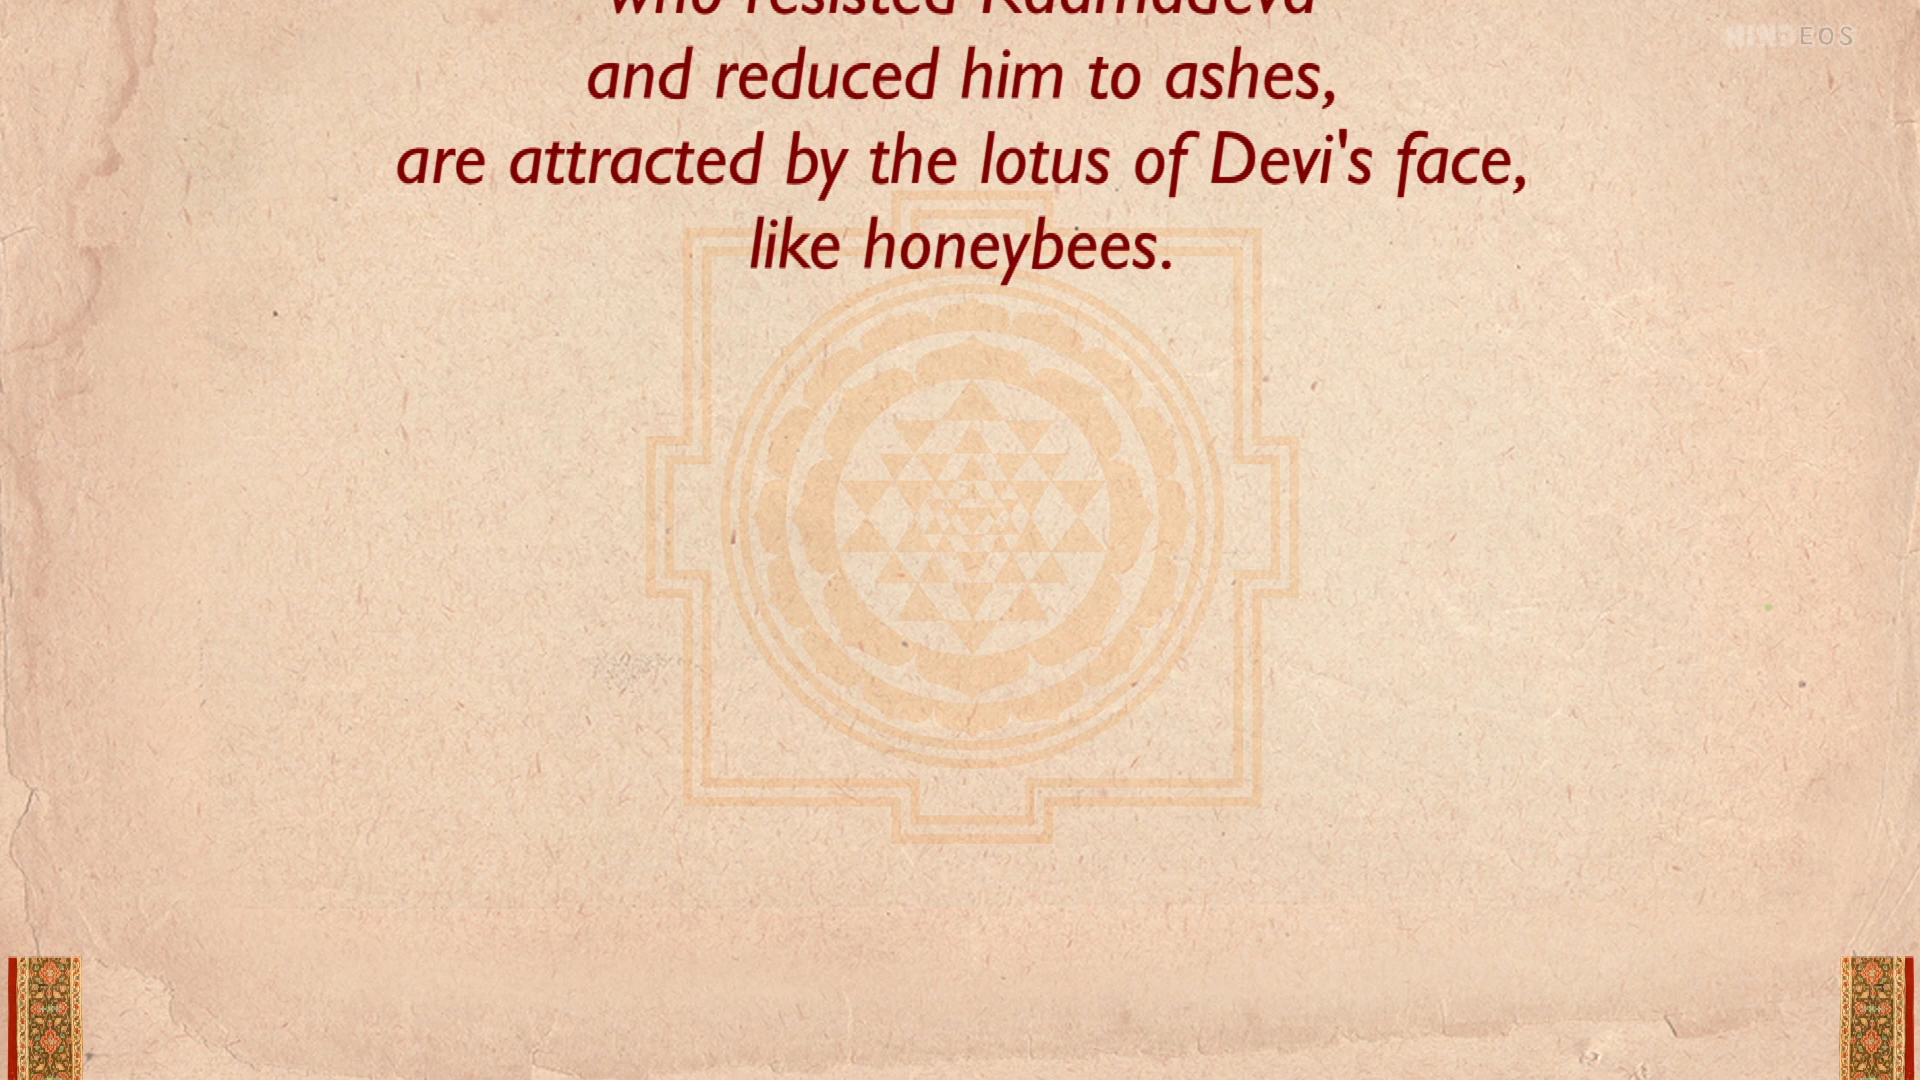 who resisted Kaamadeva
and reduced him to ashes,
are attracted by the lotus of Devi's face,
like honeybees.